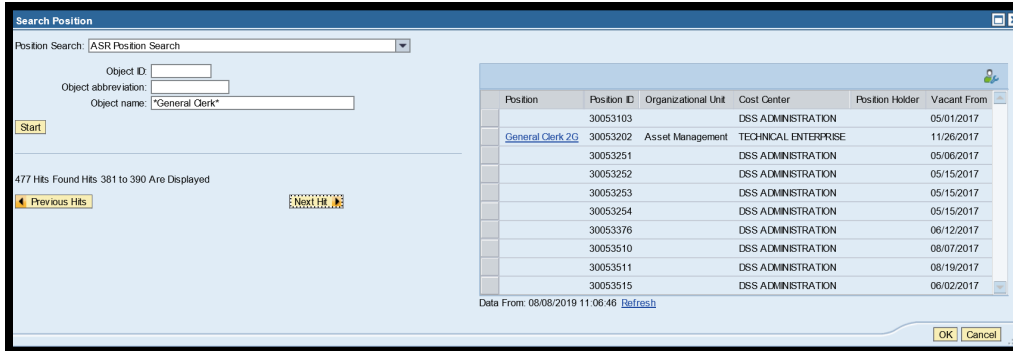 Search Position
Position Search: ASR Position Search
Object ID:
Object abbreviation:
Object name: *General Clerk*
Start
477 Hits Found Hits 381 to 390 Are Displayed
Previous Hits Next Hit
Position Position ID Organizational Unit Cost Center Position Holder Vacant From
30053103 DSS ADMINISTRATION 05/01/2017
General Clerk 2G 30053202 Asset Management TECHNICAL ENTERPRISE 11/26/2017
30053251 DSS ADMINISTRATION 05/06/2017
30053252 DSS ADMINISTRATION 05/15/2017
30053253 DSS ADMINISTRATION 05/15/2017
30053254 DSS ADMINISTRATION 05/15/2017
30053376 DSS ADMINISTRATION 06/12/2017
30053510 DSS ADMINISTRATION 08/07/2017
30053511 DSS ADMINISTRATION 08/19/2017
30053515 DSS ADMINISTRATION 06/02/2017
Data From: 08/08/2019 11:06:46 Refresh
OK Cancel